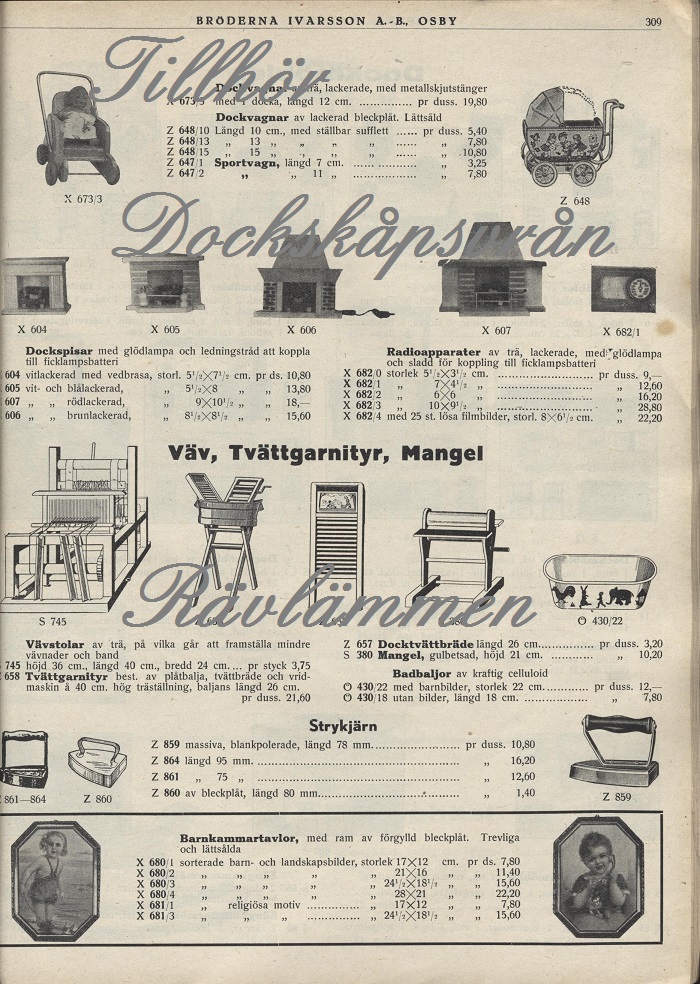 BRÖDERNA IVARSSON A.-B., OSBY 309
Tillhör
Dockvagnar av trä, lackerade, med metallskjutstänger
X 673/3 med 1 docka, längd 12 cm. ............... pr duss. 19,80
Dockvagnar av lackerad bleckplåt. Lättsåld
Z 648/10 Längd 10 cm., med ställbar sufflett ...... pr duss. 5,40
Z 648/13 „ 13 „ „ „ „ ...... „ 7,80
Z 648/15 „ 15 „ „ „ „ ...... „ 10,80
Z 647/1 Sportvagn, längd 7 cm. ................ „ 3,25
Z 647/2 „ „ 11 „ ................ „ 7,80
X 673/3 Z 648
Dockskåpsvrån
X 604 X 605 X 606 X 607 X 682/1
Dockspisar med glödlampa och ledningstråd att koppla
till ficklampsbatteri
604 vitlackerad med vedbrasa, storl. 5½×7½ cm. pr ds. 10,80
605 vit- och blålackerad, „ 5½×8 „ „ 13,80
607 „ „ rödlackerad, „ 9×10½ „ „ 18,—
606 „ „ brunlackerad, „ 8½×8½ „ „ 15,60
Radioapparater av trä, lackerade, med glödlampa
och sladd för koppling till ficklampsbatteri
X 682/0 storlek 5½×3½ cm. ................ pr duss. 9,—
X 682/1 „ 7×4½ „ ................ „ 12,60
X 682/2 „ 6×6 „ ................ „ 16,20
X 682/3 „ 10×9½ „ ................ „ 28,80
X 682/4 med 25 st. lösa filmbilder, storl. 8×6½ cm. „ 22,20
Väv, Tvättgarnityr, Mangel
Rävlämmen
S 745 Ö 430/22
Vävstolar av trä, på vilka går att framställa mindre
vävnader och band
745 höjd 36 cm., längd 40 cm., bredd 24 cm.... pr styck 3,75
658 Tvättgarnityr best. av plåtbalja, tvättbräde och vrid-
maskin à 40 cm. hög träställning, baljans längd 26 cm.
pr duss. 21,60
Z 657 Docktvättbräde längd 26 cm............... pr duss. 3,20
S 380 Mangel, gulbetsad, höjd 21 cm. ............. „ 10,20
Badbaljor av kraftig celluloid
Ö 430/22 med barnbilder, storlek 22 cm............ pr duss. 12,—
Ö 430/18 utan bilder, längd 18 cm. ................... „ 7,80
Strykjärn
Z 859 massiva, blankpolerade, längd 78 mm.................... pr duss. 10,80
Z 864 längd 95 mm. ................................................ „ 16,20
Z 861 „ 75 „ ................................................ „ 12,60
Z 860 av bleckplåt, längd 80 mm.................................. „ 1,40
861—864 Z 860 Z 859
Barnkammartavlor, med ram av förgylld bleckplåt. Trevliga
och lättsålda
X 680/1 sorterade barn- och landskapsbilder, storlek 17×12 cm. pr ds. 7,80
X 680/2 „ „ „ „ „ 21×16 „ „ 11,40
X 680/3 „ „ „ „ „ 24½×18½ „ „ 15,60
X 680/4 „ „ „ „ „ 28×21 „ „ 22,20
X 681/1 „ religiösa motiv .............. „ 17×12 „ „ 7,80
X 681/3 „ „ „ .............. „ 24½×18½ „ „ 15,60